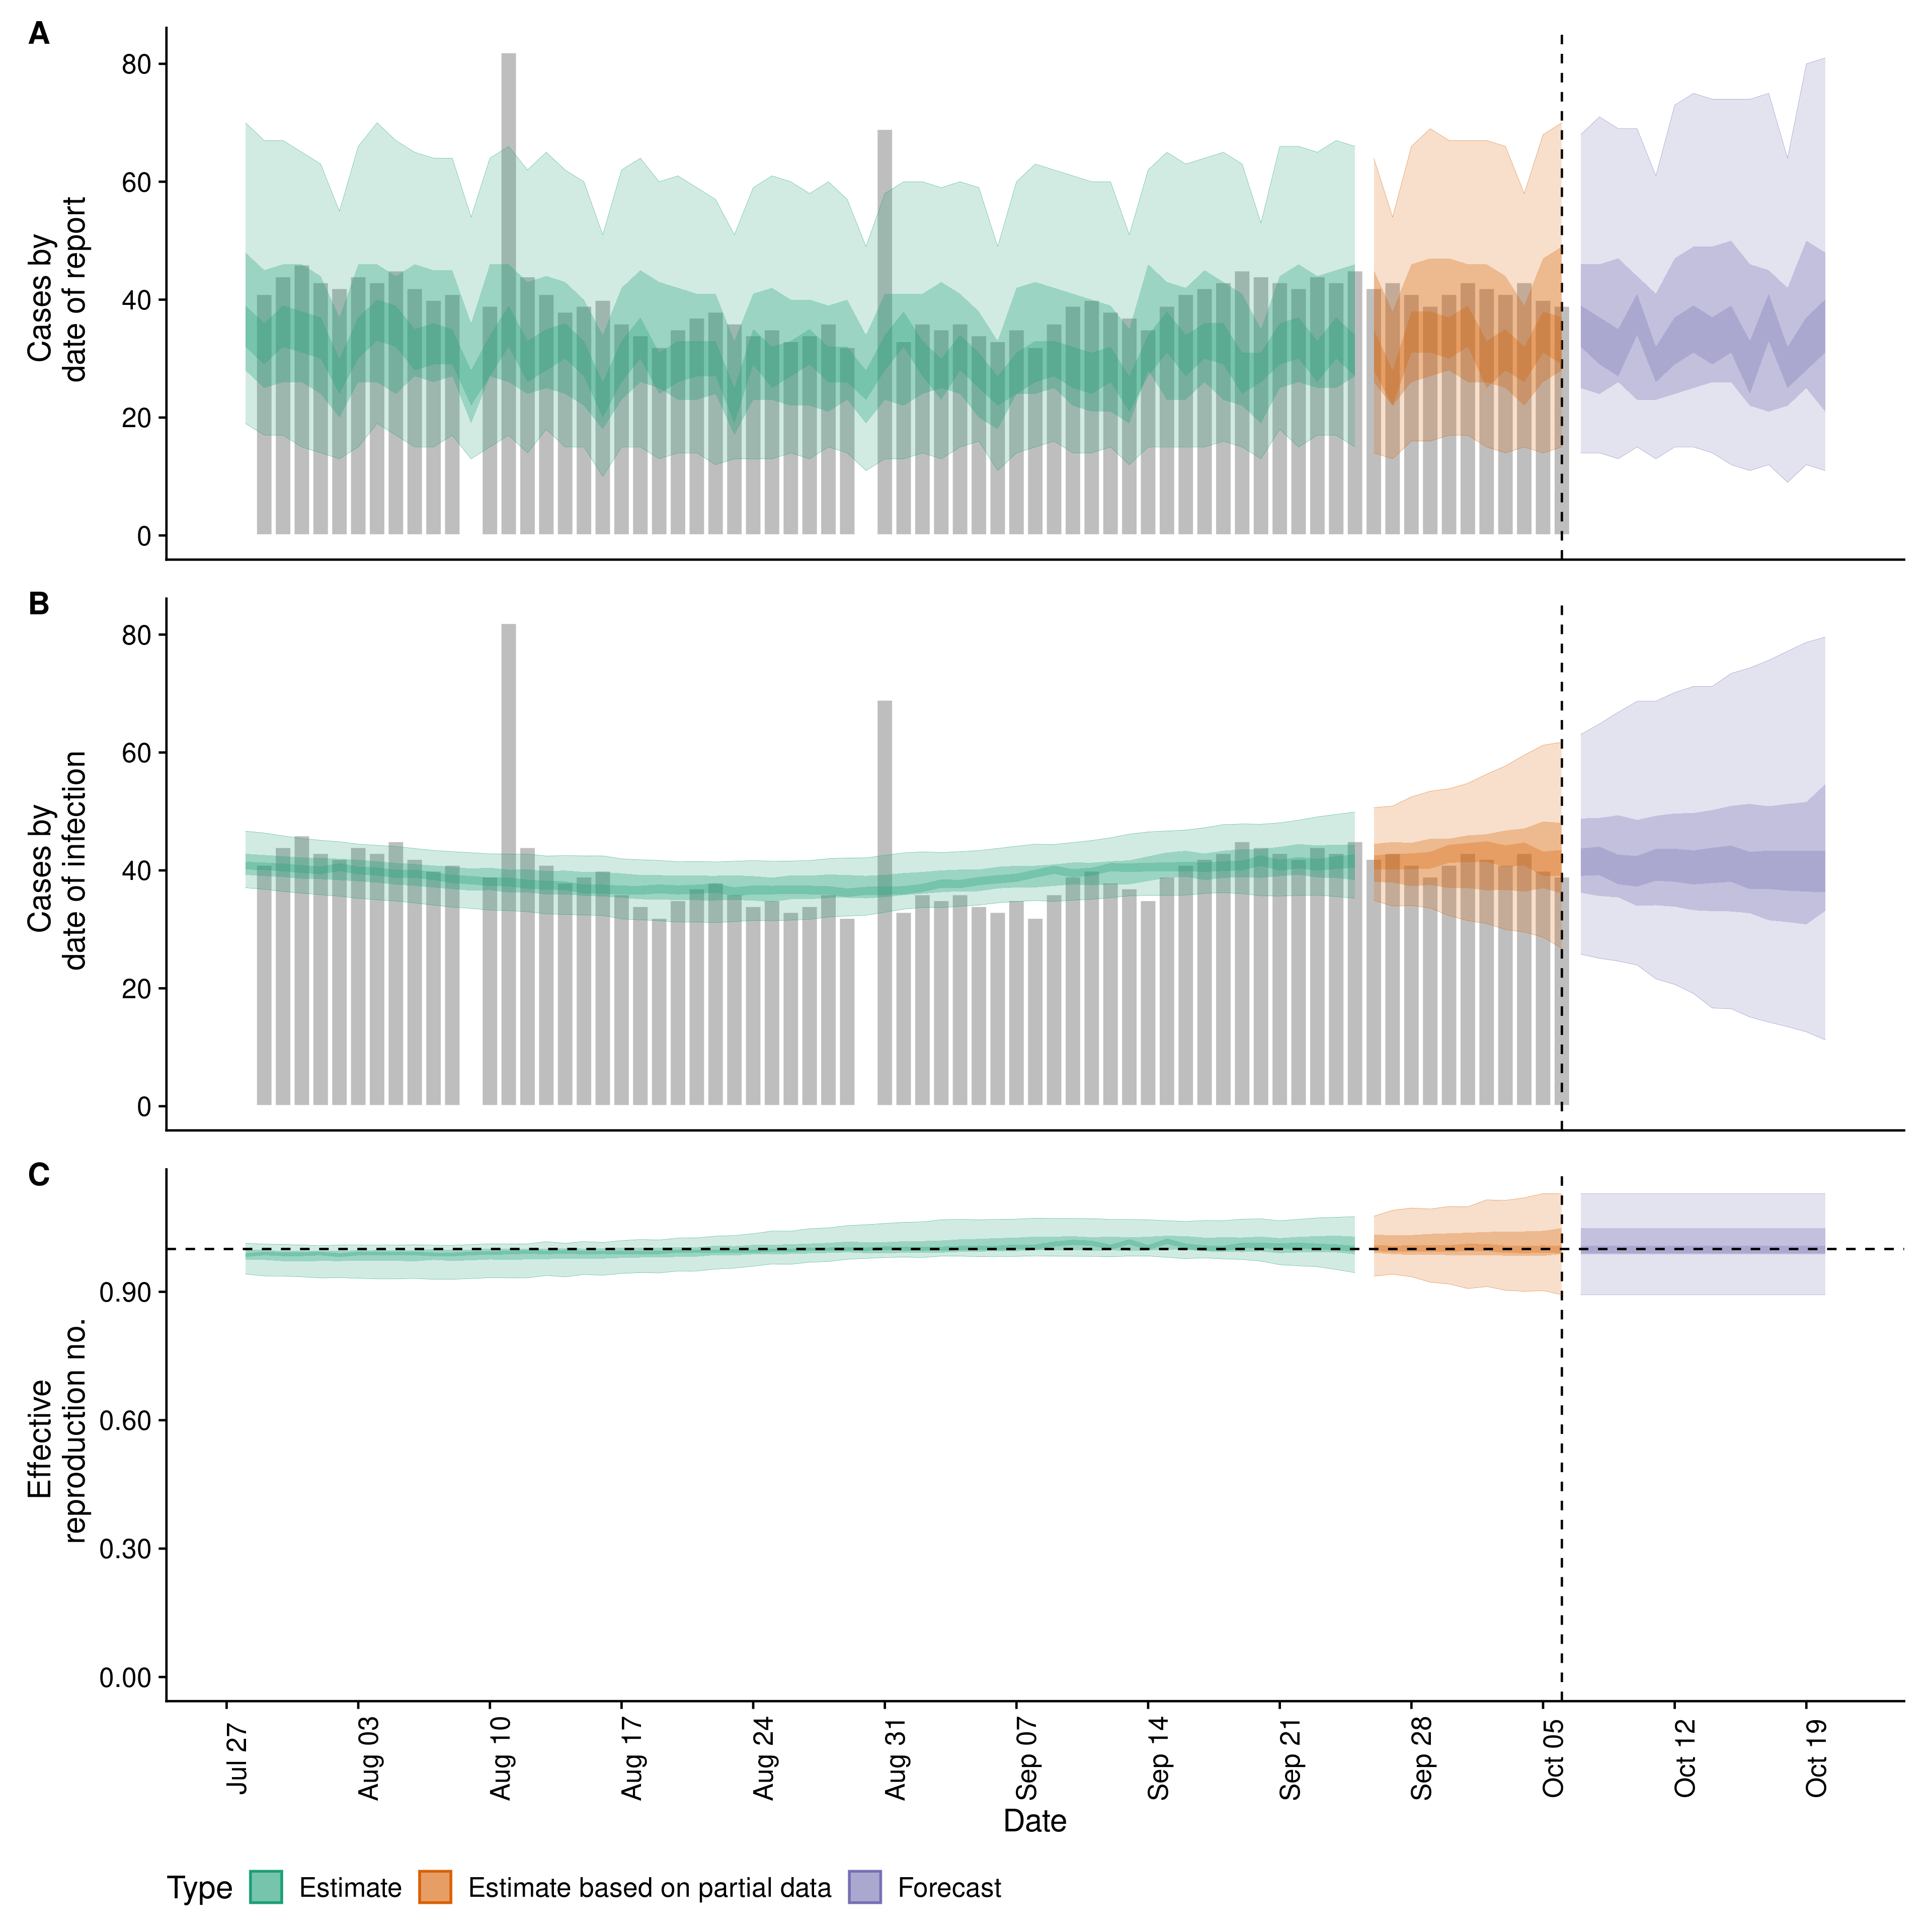 A
80
60
40
20
0
Cases by
date of report
B
80
60
40
20
0
Cases by
date of infection
C
0.90
0.60
0.30
0.00
Effective
reproduction no.
Jul 27
Aug 03
Aug 10
Aug 17
Aug 24
Aug 31
Sep 07
Sep 14
Sep 21
Sep 28
Oct 05
Oct 12
Oct 19
Date
Type Estimate Estimate based on partial data Forecast